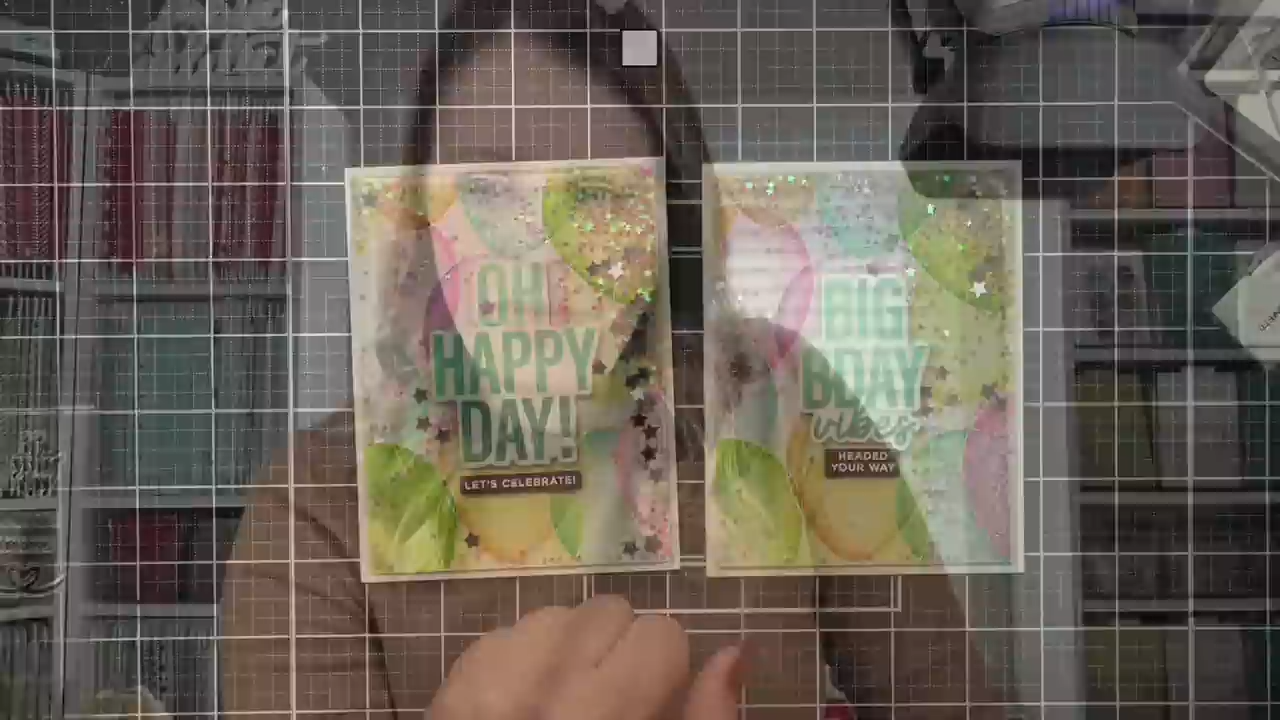 OH
HAPPY
DAY!
LET'S CELEBRATE!
BIG
BDAY
vibes
HEADED
YOUR WAY